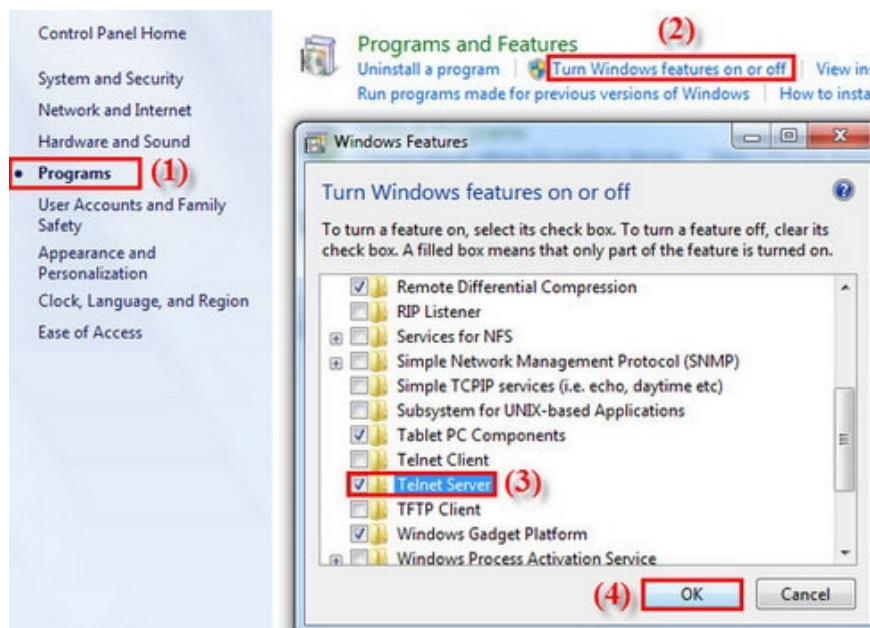 Control Panel Home
System and Security
Network and Internet
Hardware and Sound
Programs (1)
User Accounts and Family
Safety
Appearance and
Personalization
Clock, Language, and Region
Ease of Access
(2)
Programs and Features
Uninstall a program
Turn Windows features on or off
View
Run programs made for previous versions of Windows
How to
Windows Features
Turn Windows features on or off
To turn a feature on, select its check box. To turn a feature off, clear its
check box. A filled box means that only part of the feature is turned on.
Remote Differential Compression
RIP Listener
Services for NFS
Simple Network Management Protocol (SNMP)
Simple TCPIP services (i.e. echo, daytime etc)
Subsystem for UNIX-based Applications
Tablet PC Components
Telnet Client
Telnet Server (3)
TFTP Client
Windows Gadget Platform
Windows Process Activation Service
(4) OK Cancel